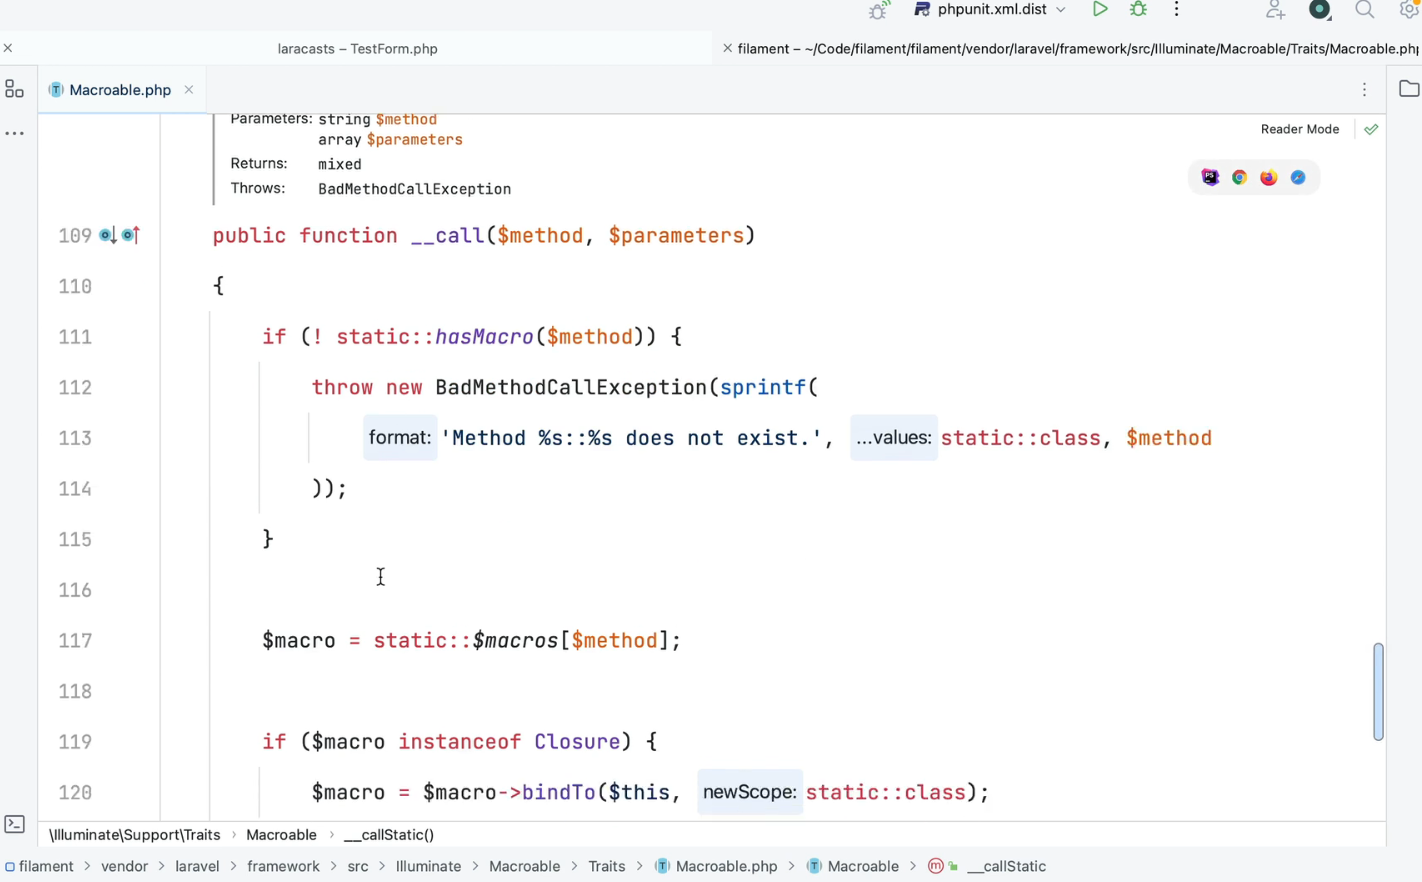 phpunit.xml.dist
laracasts – TestForm.php
filament – ~/Code/filament/filament/vendor/laravel/framework/src/Illuminate/Macroable/Traits/Macroable.php
Macroable.php
Parameters: string $method
array $parameters
Reader Mode
Returns: mixed
Throws: BadMethodCallException
109 public function __call($method, $parameters)
110 {
111 if (! static::hasMacro($method)) {
112 throw new BadMethodCallException(sprintf(
113 format: 'Method %s::%s does not exist.', ...values: static::class, $method
114 ));
115 }
116
117 $macro = static::$macros[$method];
118
119 if ($macro instanceof Closure) {
120 $macro = $macro->bindTo($this, newScope: static::class);
\Illuminate\Support\Traits > Macroable > __callStatic()
filament > vendor > laravel > framework > src > Illuminate > Macroable > Traits > Macroable.php > Macroable > __callStatic